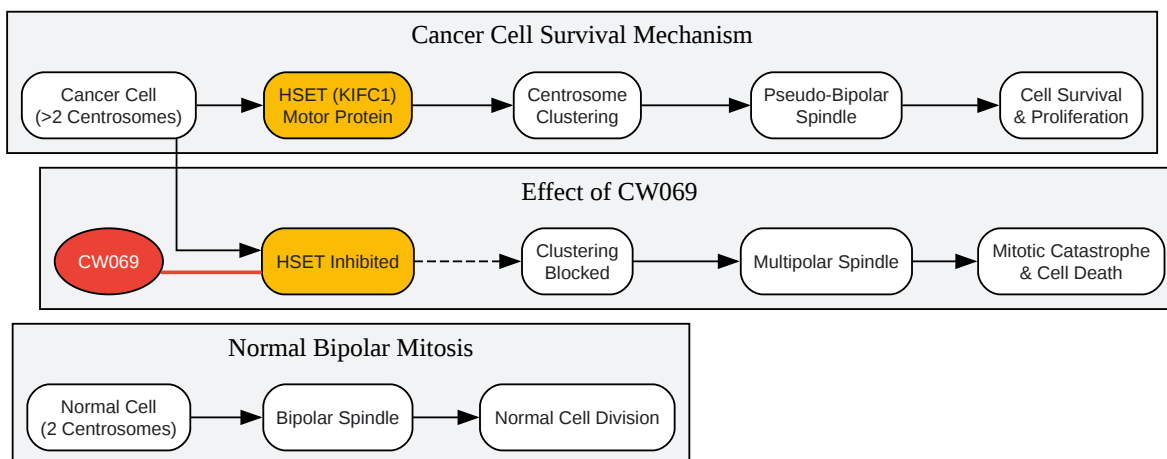 Cancer Cell Survival Mechanism
Cancer Cell
(>2 Centrosomes)
HSET (KIFC1)
Motor Protein
Centrosome
Clustering
Pseudo-Bipolar
Spindle
Cell Survival
& Proliferation
Effect of CW069
CW069
HSET Inhibited
Clustering
Blocked
Multipolar Spindle
Mitotic Catastrophe
& Cell Death
Normal Bipolar Mitosis
Normal Cell
(2 Centrosomes)
Bipolar Spindle
Normal Cell Division